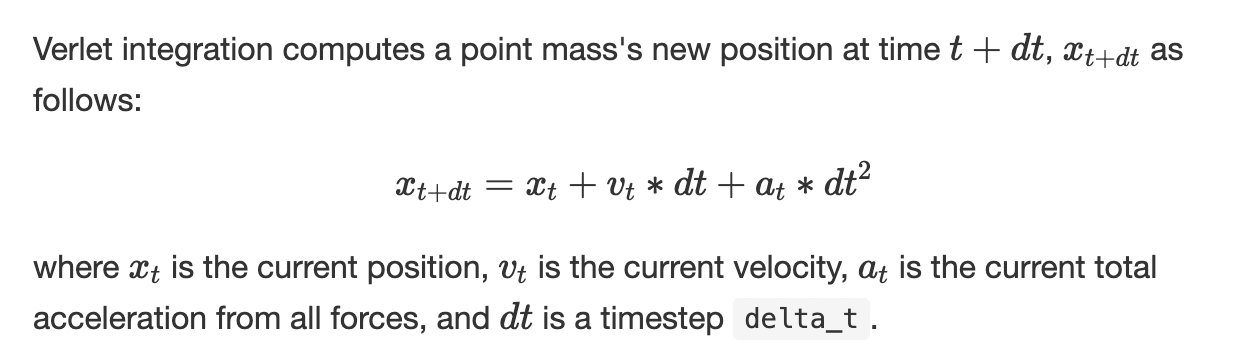 Verlet integration computes a point mass's new position at time $t + dt$, $x_{t+dt}$ as
follows:
$x_{t+dt} = x_t + v_t * dt + a_t * dt^2$
where $x_t$ is the current position, $v_t$ is the current velocity, $a_t$ is the current total
acceleration from all forces, and $dt$ is a timestep delta_t .